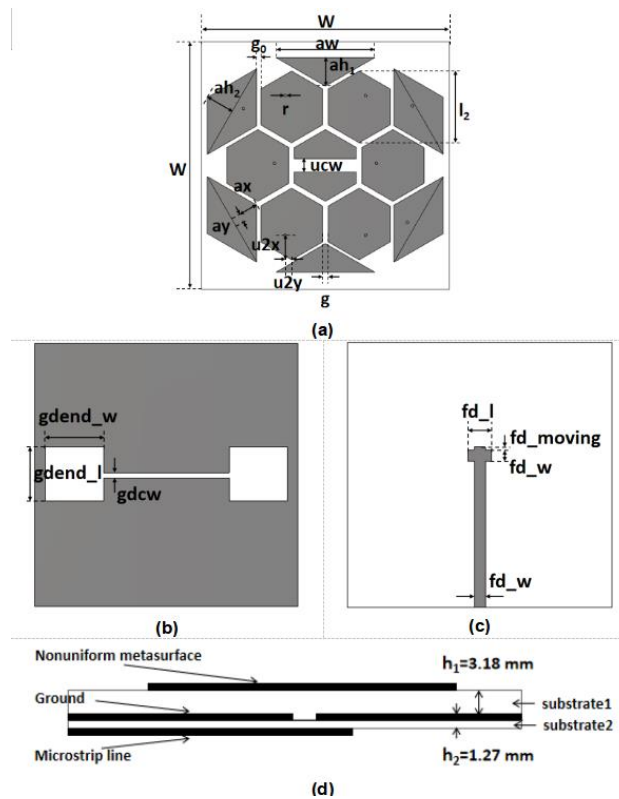 W
aw
g₀
ah₁
ah₂
r
l₂
W
ucw
ax
ay
u2x
u2y
g
(a)
gdend_w
gdend_l
gdcw
(b)
fd_l
fd_moving
fd_w
fd_w
(c)
Nonuniform metasurface
h₁=3.18 mm
Ground
substrate1
substrate2
Microstrip line
h₂=1.27 mm
(d)